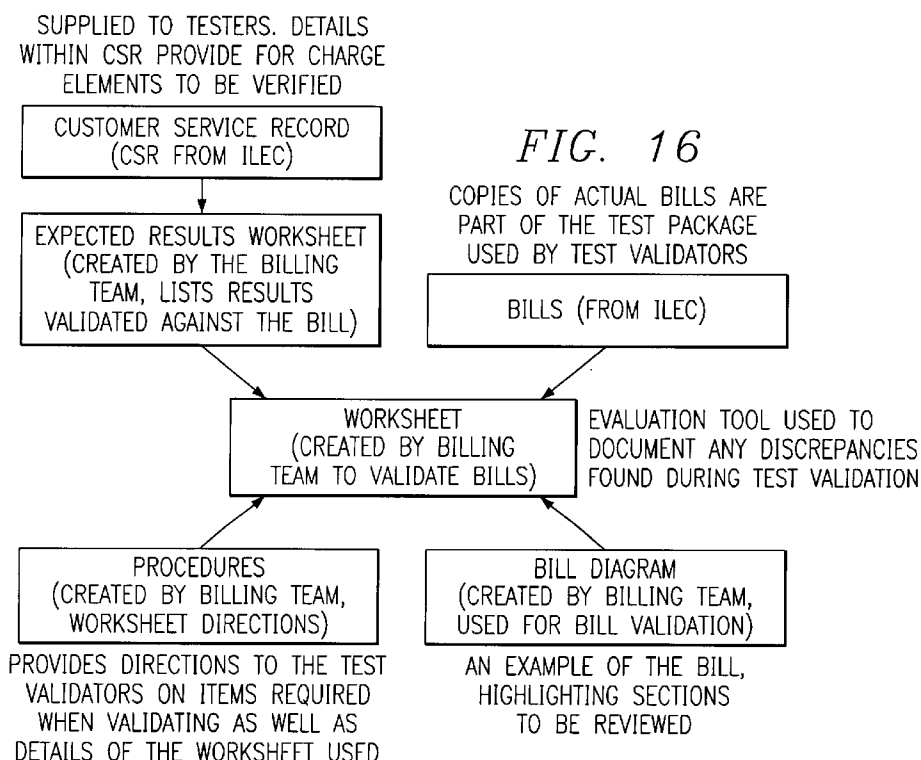 SUPPLIED TO TESTERS. DETAILS
WITHIN CSR PROVIDE FOR CHARGE
ELEMENTS TO BE VERIFIED
CUSTOMER SERVICE RECORD
(CSR FROM ILEC)
FIG. 16
COPIES OF ACTUAL BILLS ARE
PART OF THE TEST PACKAGE
USED BY TEST VALIDATORS
EXPECTED RESULTS WORKSHEET
(CREATED BY THE BILLING
TEAM, LISTS RESULTS
VALIDATED AGAINST THE BILL)
BILLS (FROM ILEC)
WORKSHEET
(CREATED BY BILLING
TEAM TO VALIDATE BILLS)
EVALUATION TOOL USED TO
DOCUMENT ANY DISCREPANCIES
FOUND DURING TEST VALIDATION
PROCEDURES
(CREATED BY BILLING TEAM,
WORKSHEET DIRECTIONS)
PROVIDES DIRECTIONS TO THE TEST
VALIDATORS ON ITEMS REQUIRED
WHEN VALIDATING AS WELL AS
DETAILS OF THE WORKSHEET USED
BILL DIAGRAM
(CREATED BY BILLING TEAM,
USED FOR BILL VALIDATION)
AN EXAMPLE OF THE BILL,
HIGHLIGHTING SECTIONS
TO BE REVIEWED